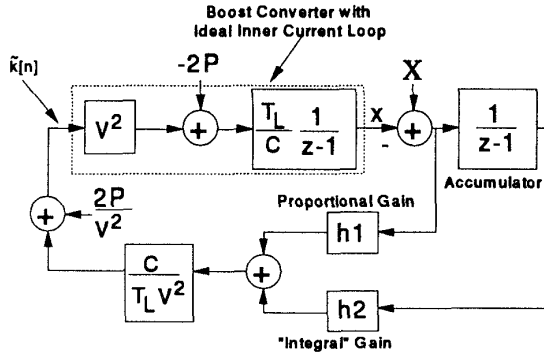 Boost Converter with
Ideal Inner Current Loop
k̃[n]
-2P
X
V²
+
T_L/C 1/z-1
x
-
+
1/z-1
Accumulator
+
2P/V²
Proportional Gain
h1
C/T_L V²
+
h2
"Integral" Gain